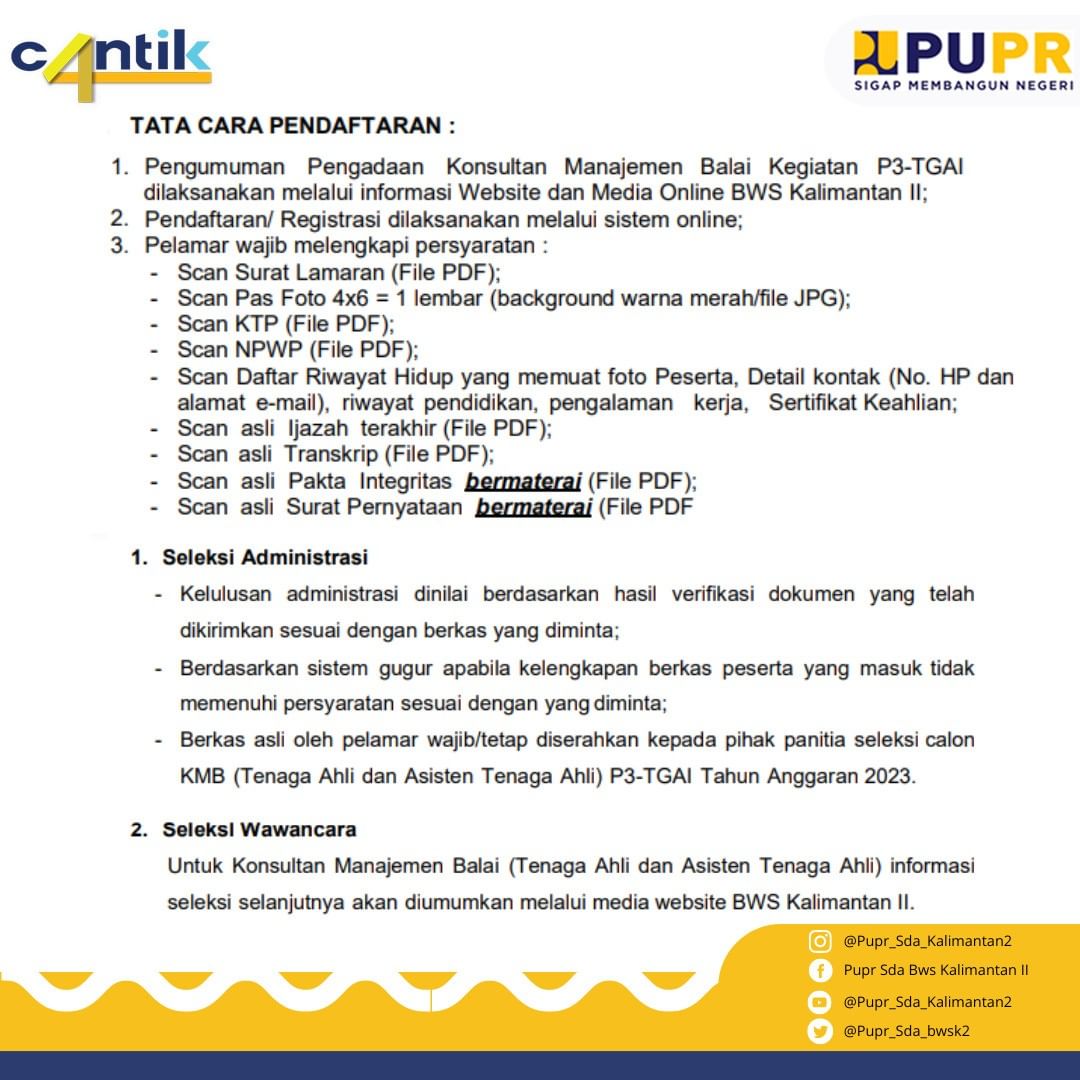 c4ntik
PUPR
SIGAP MEMBANGUN NEGERI
TATA CARA PENDAFTARAN :
1. Pengumuman Pengadaan Konsultan Manajemen Balai Kegiatan P3-TGAI
dilaksanakan melalui informasi Website dan Media Online BWS Kalimantan II;
2. Pendaftaran/ Registrasi dilaksanakan melalui sistem online;
3. Pelamar wajib melengkapi persyaratan :
- Scan Surat Lamaran (File PDF);
- Scan Pas Foto 4x6 = 1 lembar (background warna merah/file JPG);
- Scan KTP (File PDF);
- Scan NPWP (File PDF);
- Scan Daftar Riwayat Hidup yang memuat foto Peserta, Detail kontak (No. HP dan
alamat e-mail), riwayat pendidikan, pengalaman kerja, Sertifikat Keahlian;
- Scan asli Ijazah terakhir (File PDF);
- Scan asli Transkrip (File PDF);
- Scan asli Pakta Integritas bermaterai (File PDF);
- Scan asli Surat Pernyataan bermaterai (File PDF
1. Seleksi Administrasi
- Kelulusan administrasi dinilai berdasarkan hasil verifikasi dokumen yang telah
dikirimkan sesuai dengan berkas yang diminta;
- Berdasarkan sistem gugur apabila kelengkapan berkas peserta yang masuk tidak
memenuhi persyaratan sesuai dengan yang diminta;
- Berkas asli oleh pelamar wajib/tetap diserahkan kepada pihak panitia seleksi calon
KMB (Tenaga Ahli dan Asisten Tenaga Ahli) P3-TGAI Tahun Anggaran 2023.
2. SeleksI Wawancara
Untuk Konsultan Manajemen Balai (Tenaga Ahli dan Asisten Tenaga Ahli) informasi
seleksi selanjutnya akan diumumkan melalui media website BWS Kalimantan II.
@Pupr_Sda_Kalimantan2
Pupr Sda Bws Kalimantan II
@Pupr_Sda_Kalimantan2
@Pupr_Sda_bwsk2